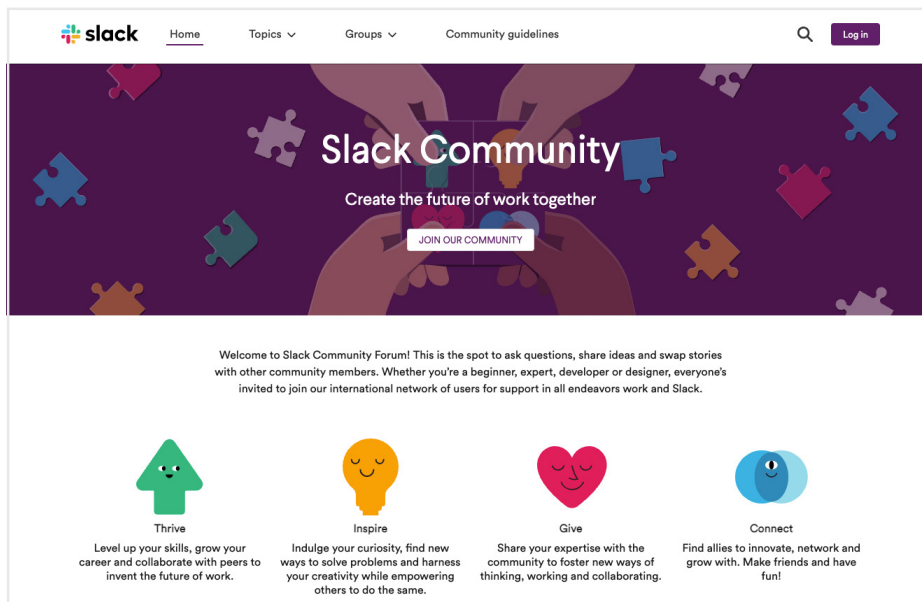 slack
Home
Topics
Groups
Community guidelines
Log in
Slack Community
Create the future of work together
JOIN OUR COMMUNITY
Welcome to Slack Community Forum! This is the spot to ask questions, share ideas and swap stories
with other community members. Whether you're a beginner, expert, developer or designer, everyone's
invited to join our international network of users for support in all endeavors work and Slack.
Thrive
Level up your skills, grow your
career and collaborate with peers to
invent the future of work.
Inspire
Indulge your curiosity, find new
ways to solve problems and harness
your creativity while empowering
others to do the same.
Give
Share your expertise with the
community to foster new ways of
thinking, working and collaborating.
Connect
Find allies to innovate, network and
grow with. Make friends and have
fun!